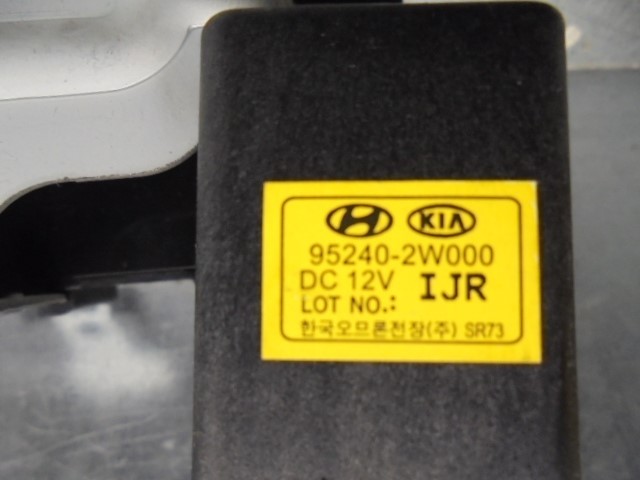 H KIA
95240-2W000
DC 12V IJR
LOT NO.:
한국오므론전장(주) SR73